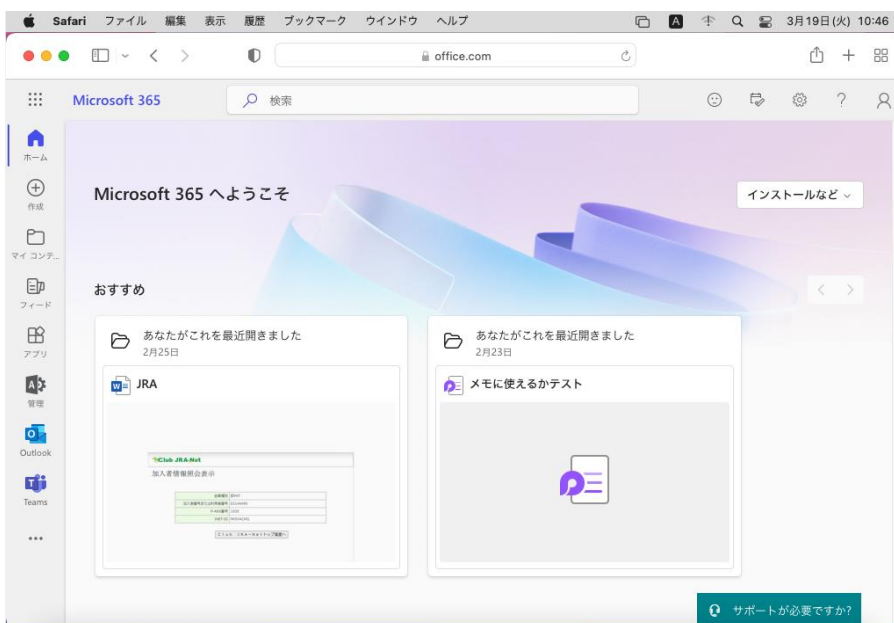 Safari ファイル 編集 表示 履歴 ブックマーク ウインドウ ヘルプ A 3月19日(火) 10:46
office.com
Microsoft 365 検索
ホーム
作成
マイ コンテ...
フィード
アプリ
管理
Outlook
Teams
Microsoft 365 へようこそ
インストールなど
おすすめ
あなたがこれを最近開きました
2月25日
JRA
Club JRA-Net
加入者情報照会表示
あなたがこれを最近開きました
2月23日
メモに使えるかテスト
サポートが必要ですか?